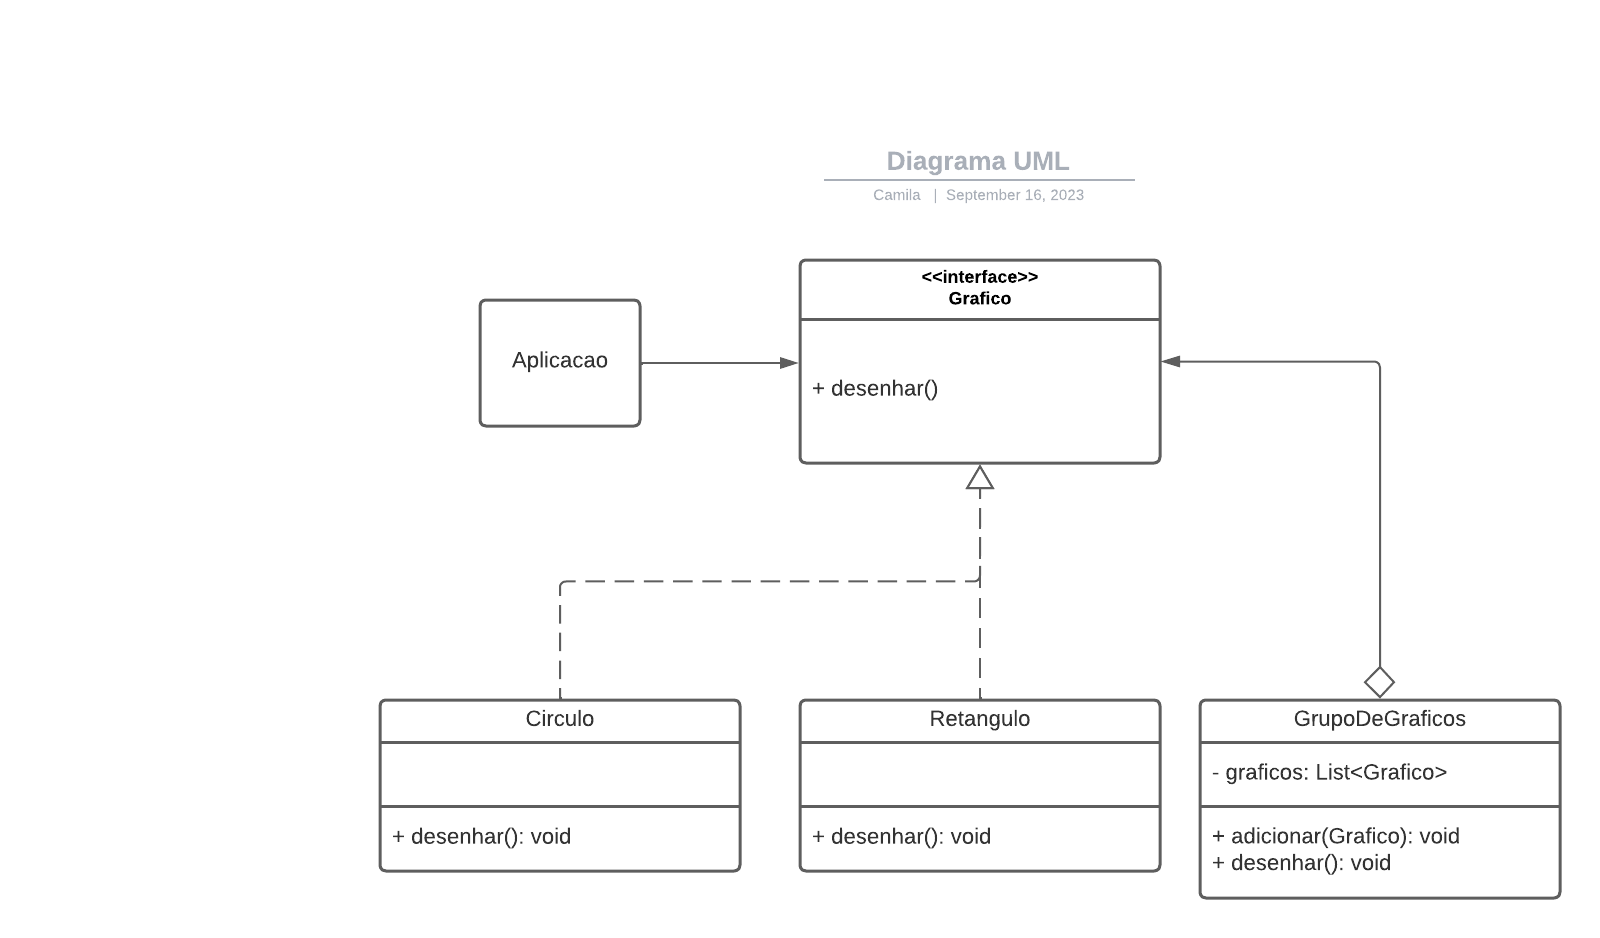 Diagrama UML
Camila | September 16, 2023
<<interface>>
Grafico
Aplicacao
+ desenhar()
Circulo
+ desenhar(): void
Retangulo
+ desenhar(): void
GrupoDeGraficos
- graficos: List<Grafico>
+ adicionar(Grafico): void
+ desenhar(): void